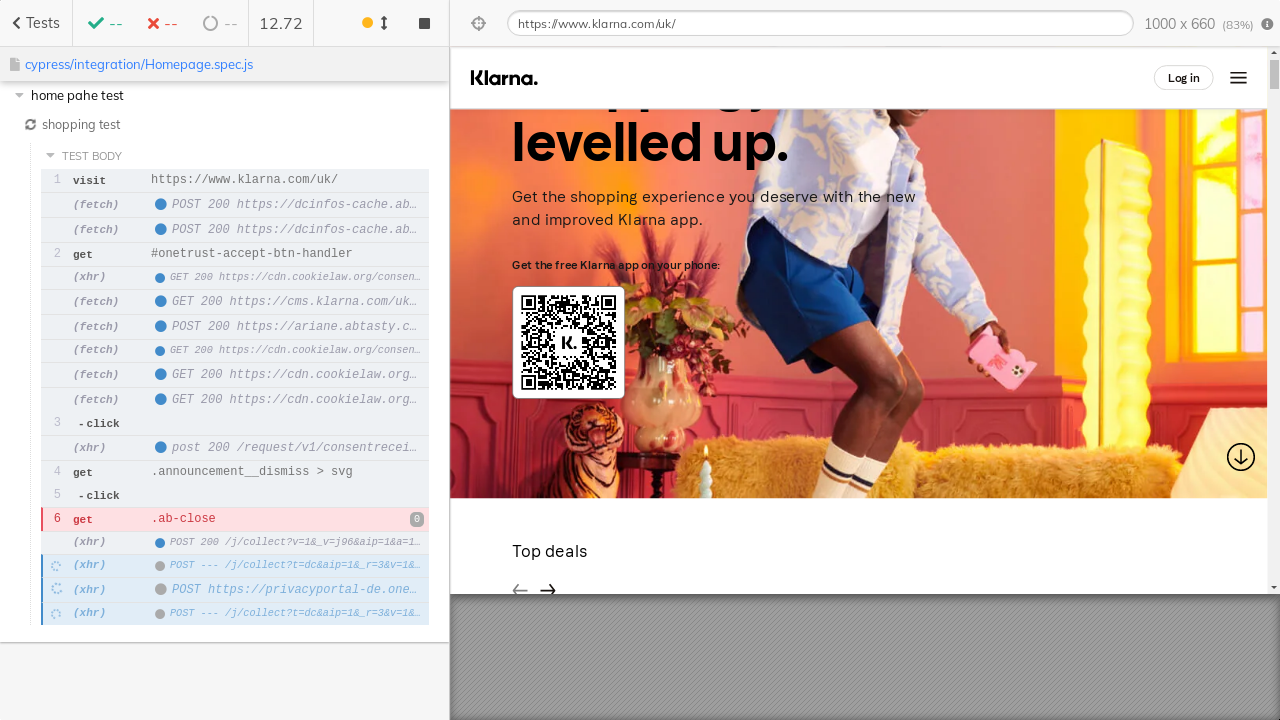 Tests
--
--
--
12.72
https://www.klarna.com/uk/
1000 x 660 (83%)
cypress/integration/Homepage.spec.js
home pahe test
shopping test
TEST BODY
1 visit https://www.klarna.com/uk/
(fetch) POST 200 https://dcinfos-cache.ab…
(fetch) POST 200 https://dcinfos-cache.ab…
2 get #onetrust-accept-btn-handler
(xhr) GET 200 https://cdn.cookielaw.org/consen…
(fetch) GET 200 https://cms.klarna.com/uk…
(fetch) POST 200 https://ariane.abtasty.c…
(fetch) GET 200 https://cdn.cookielaw.org/consen…
(fetch) GET 200 https://cdn.cookielaw.org…
(fetch) GET 200 https://cdn.cookielaw.org…
3 -click
(xhr) post 200 /request/v1/consentrecei…
4 get .announcement__dismiss > svg
5 -click
6 get .ab-close 0
(xhr) POST 200 /j/collect?v=1&_v=j96&aip=1&a=1…
(xhr) POST --- /j/collect?t=dc&aip=1&_r=3&v=1&…
(xhr) POST https://privacyportal-de.one…
(xhr) POST --- /j/collect?t=dc&aip=1&_r=3&v=1&…
Klarna.
Log in
levelled up.
Get the shopping experience you deserve with the new
and improved Klarna app.
Get the free Klarna app on your phone:
K.
Top deals